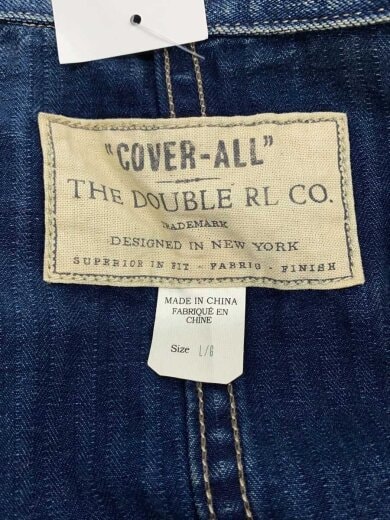 "COVER-ALL"
THE DOUBLE RL CO.
TRADEMARK
DESIGNED IN NEW YORK
SUPERIOR IN FIT - FABRIC - FINISH
MADE IN CHINA
FABRIQUÉ EN
CHINE
Size L/G